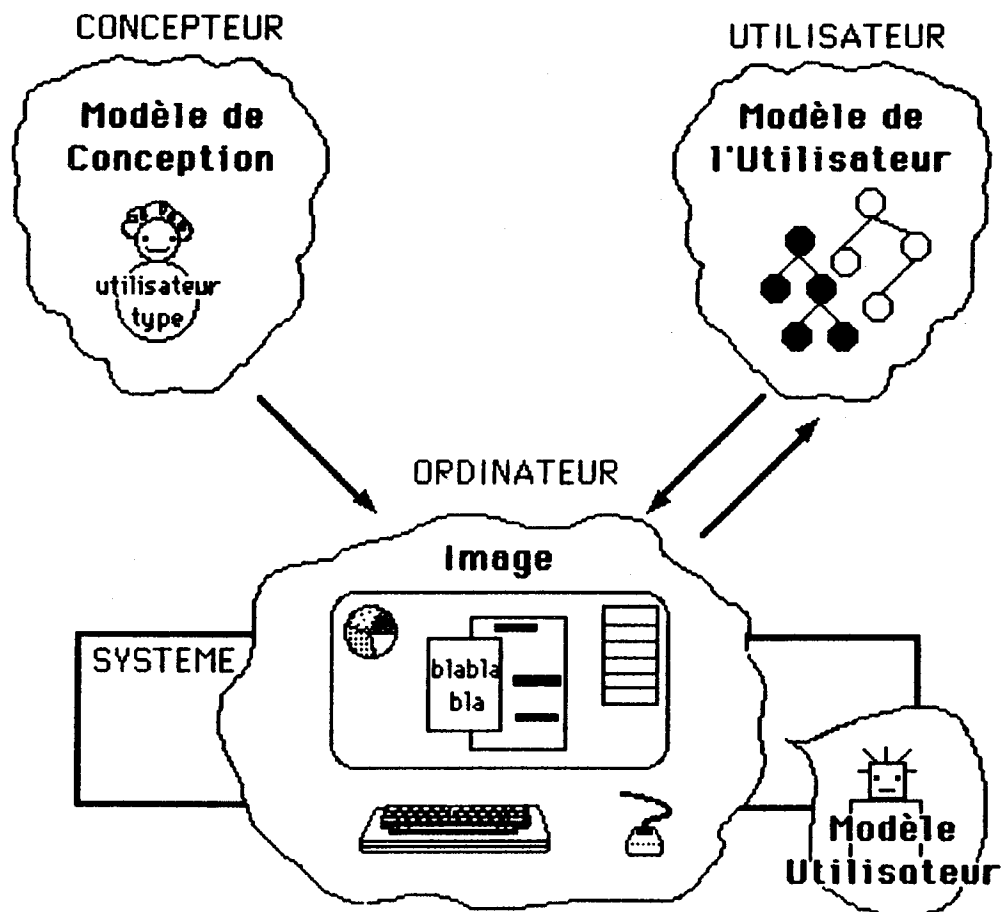 CONCEPTEUR
UTILISATEUR
Modèle de
Conception
utilisateur
type
Modèle de
l'Utilisateur
ORDINATEUR
Image
SYSTEME
blabla
bla
Modèle
Utilisateur